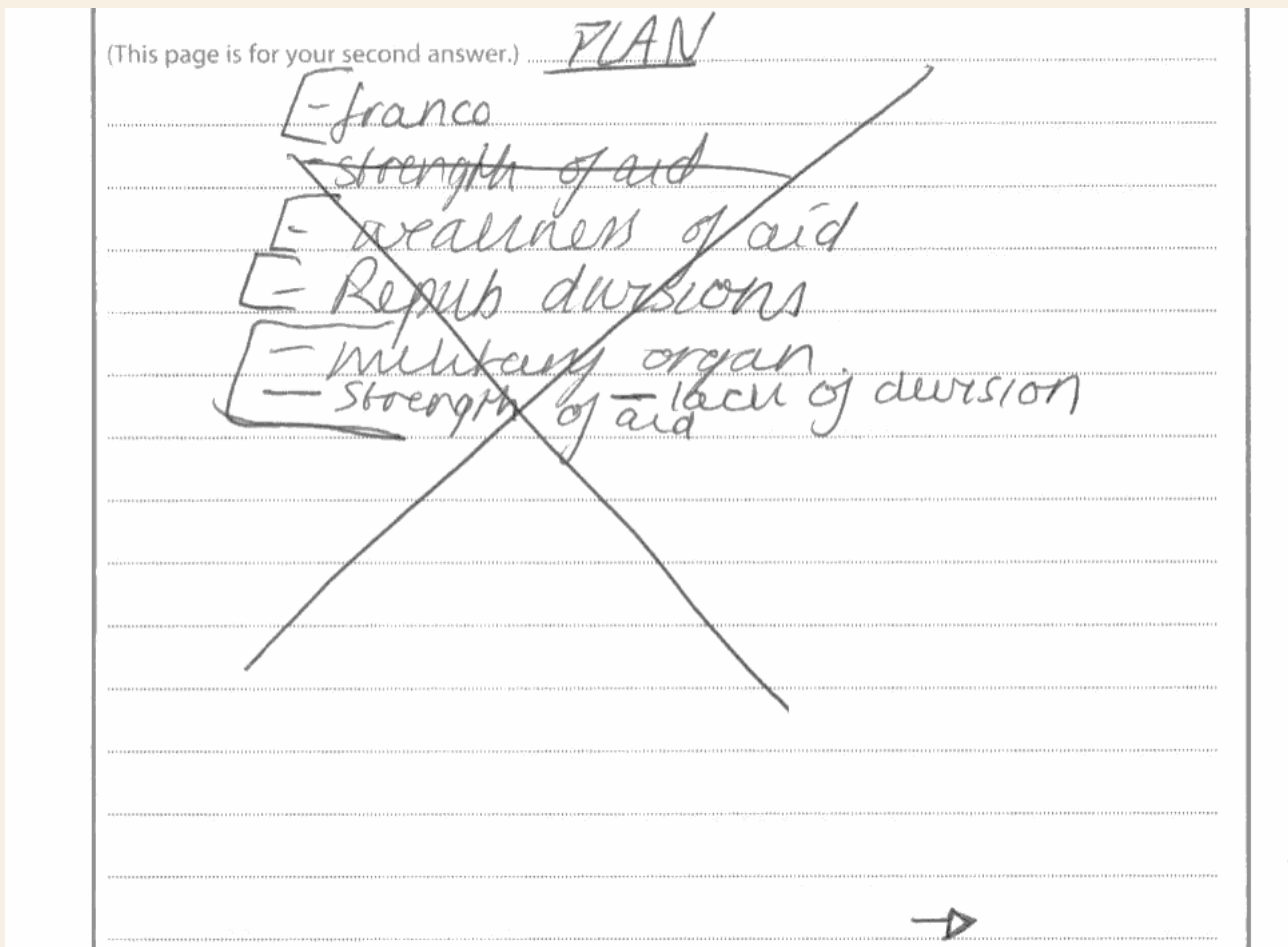 (This page is for your second answer.) PLAN
- franco
- strength of aid
- weakness of aid
- Repub divisions
- military organ.
- strength of aid - lack of division